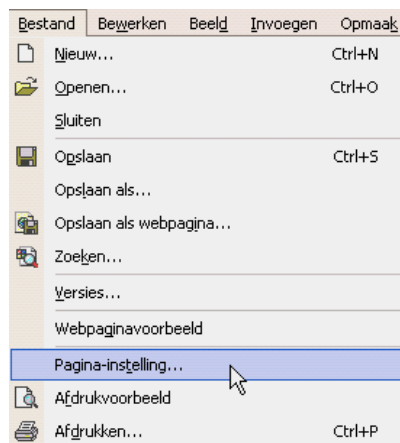 Bestand Bewerken Beeld Invoegen Opmaak
Nieuw... Ctrl+N
Openen... Ctrl+O
Sluiten
Opslaan Ctrl+S
Opslaan als...
Opslaan als webpagina...
Zoeken...
Versies...
Webpaginavoorbeeld
Pagina-instelling...
Afdrukvoorbeeld
Afdrukken... Ctrl+P